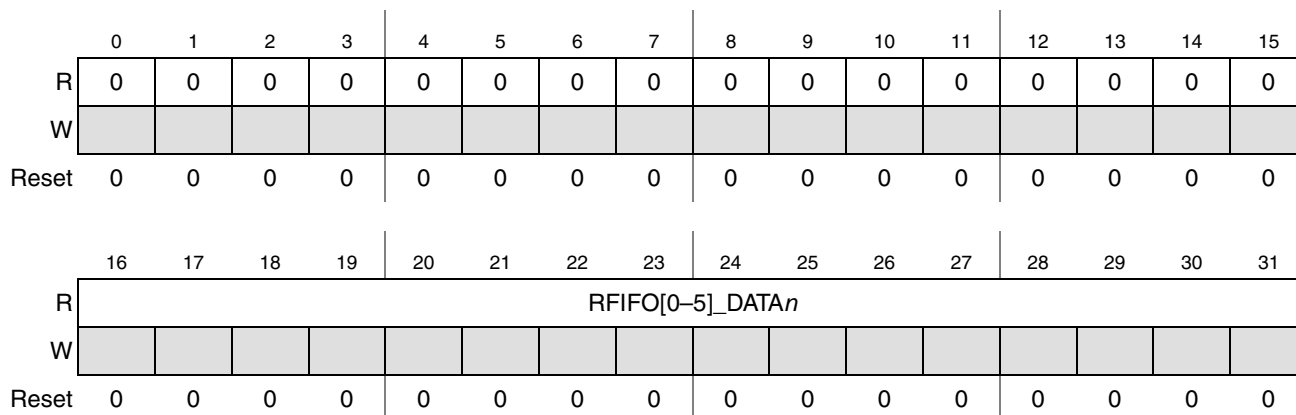 0 1 2 3 4 5 6 7 8 9 10 11 12 13 14 15
R 0 0 0 0 0 0 0 0 0 0 0 0 0 0 0 0
W
Reset 0 0 0 0 0 0 0 0 0 0 0 0 0 0 0 0
16 17 18 19 20 21 22 23 24 25 26 27 28 29 30 31
R RFIFO[0–5]_DATAn
W
Reset 0 0 0 0 0 0 0 0 0 0 0 0 0 0 0 0